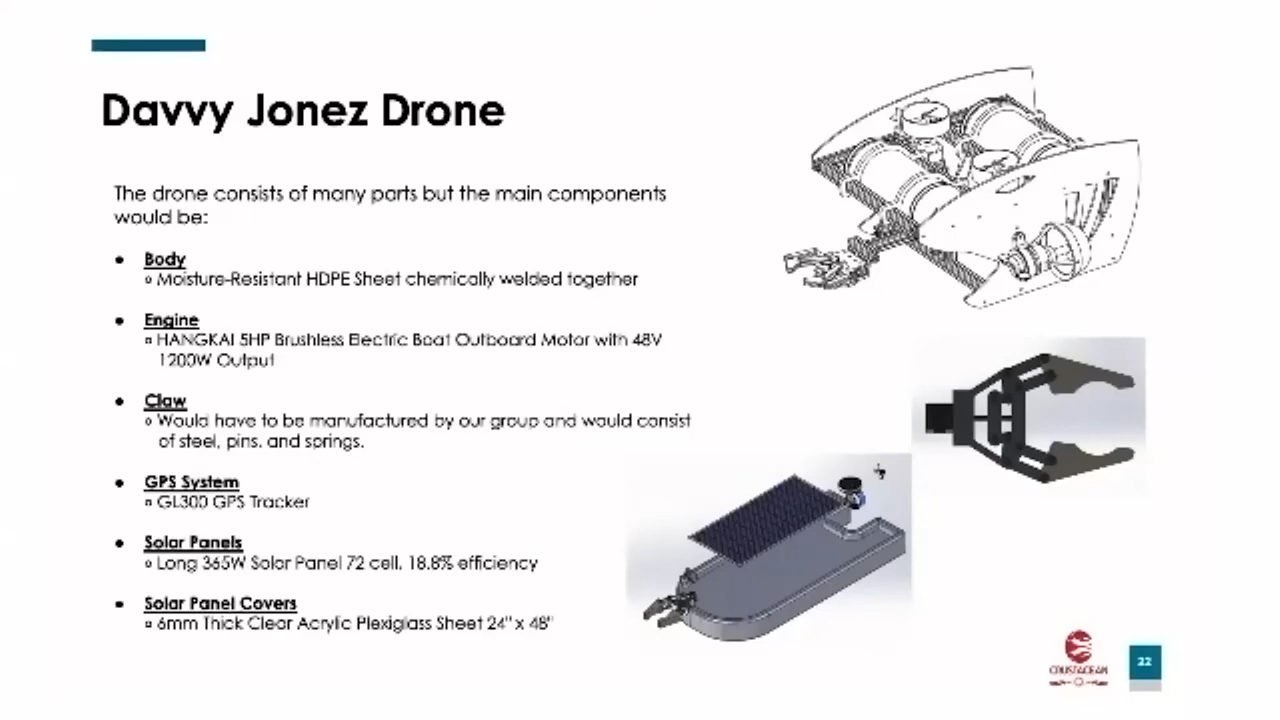 Davvy Jonez Drone
The drone consists of many parts but the main components
would be:
● Body
o Moisture-Resistant HDPE Sheet chemically welded together
● Engine
o HANGKAI 5HP Brushless Electric Boat Outboard Motor with 48V
1200W Output
● Claw
o Would have to be manufactured by our group and would consist
of steel, pins, and springs.
● GPS System
o GL300 GPS Tracker
● Solar Panels
o Long 365W Solar Panel 72 cell, 18.8% efficiency
● Solar Panel Covers
o 6mm Thick Clear Acrylic Plexiglass Sheet 24" x 48"
CRUSTACEAN
22